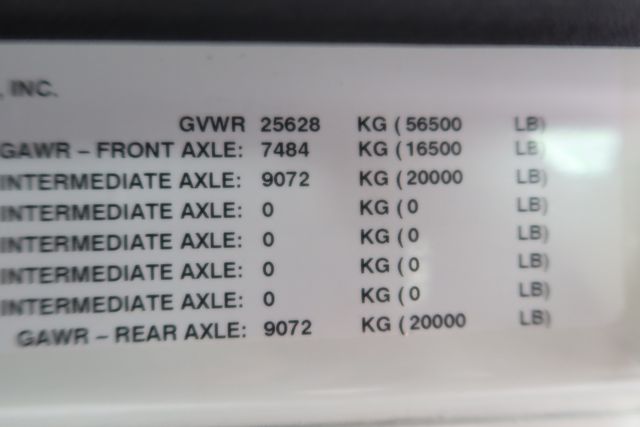 , INC.
GVWR 25628 KG (56500 LB)
GAWR - FRONT AXLE: 7484 KG (16500 LB)
INTERMEDIATE AXLE: 9072 KG (20000 LB)
INTERMEDIATE AXLE: 0 KG (0 LB)
INTERMEDIATE AXLE: 0 KG (0 LB)
INTERMEDIATE AXLE: 0 KG (0 LB)
INTERMEDIATE AXLE: 0 KG (0 LB)
GAWR - REAR AXLE: 9072 KG (20000 LB)